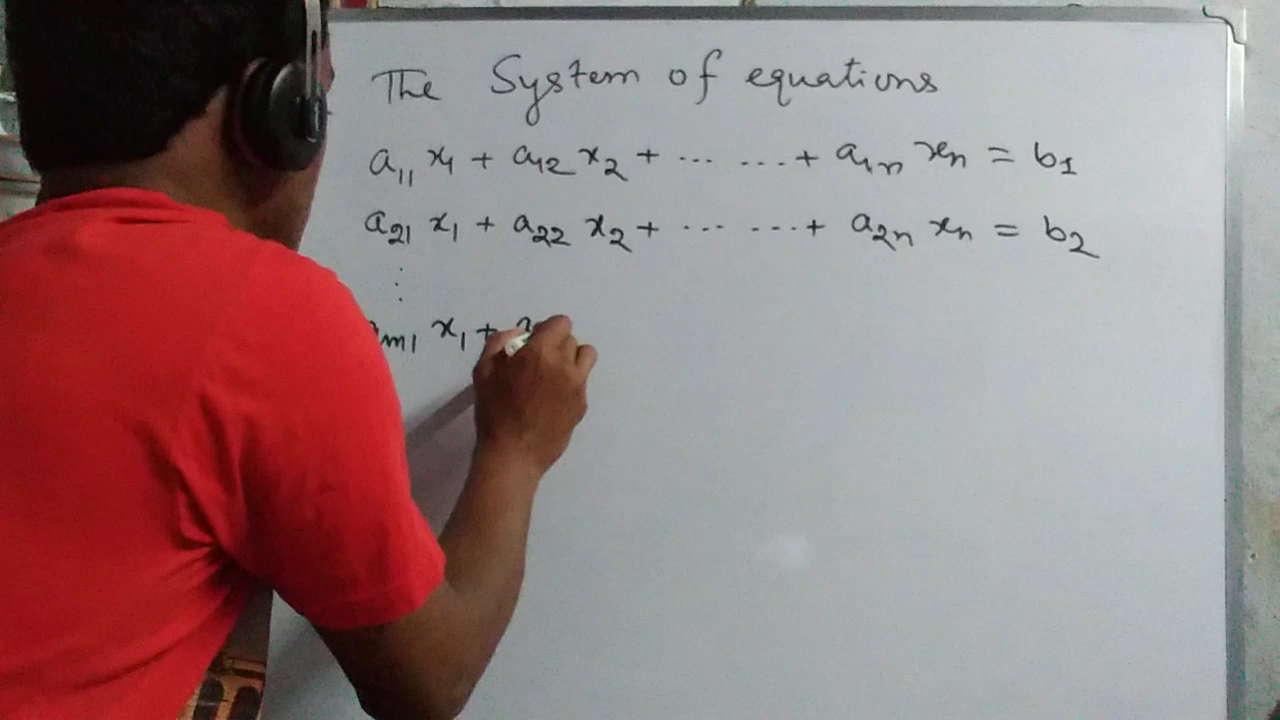 The System of equations
a₁₁ x₁ + a₁₂ x₂ + ... ... + a₁ₙ xₙ = b₁
a₂₁ x₁ + a₂₂ x₂ + ... ... + a₂ₙ xₙ = b₂
⋮
aₘ₁ x₁ +